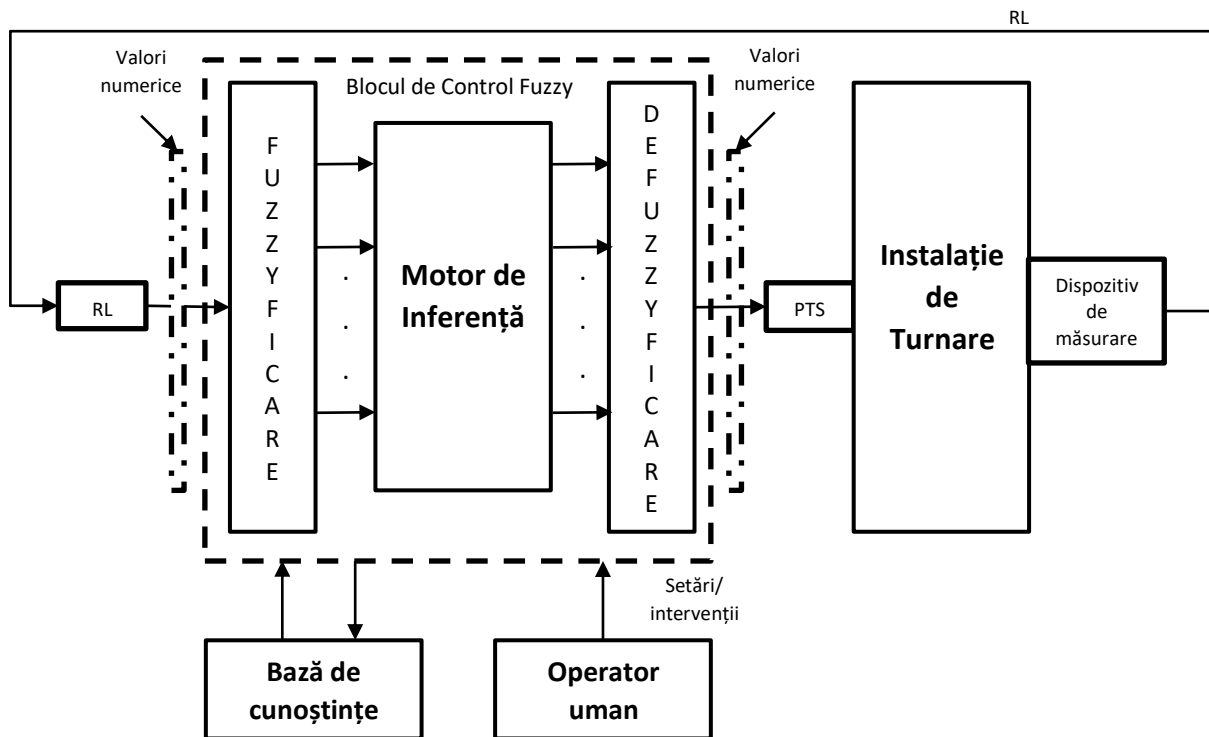 RL
Valori
numerice
Blocul de Control Fuzzy
Valori
numerice
F
U
Z
Z
Y
F
I
C
A
R
E
Motor de
Inferență
D
E
F
U
Z
Z
Y
F
I
C
A
R
E
RL
PTS
Instalație
de
Turnare
Dispozitiv
de
măsurare
Setări/
intervenții
Bază de
cunoștințe
Operator
uman